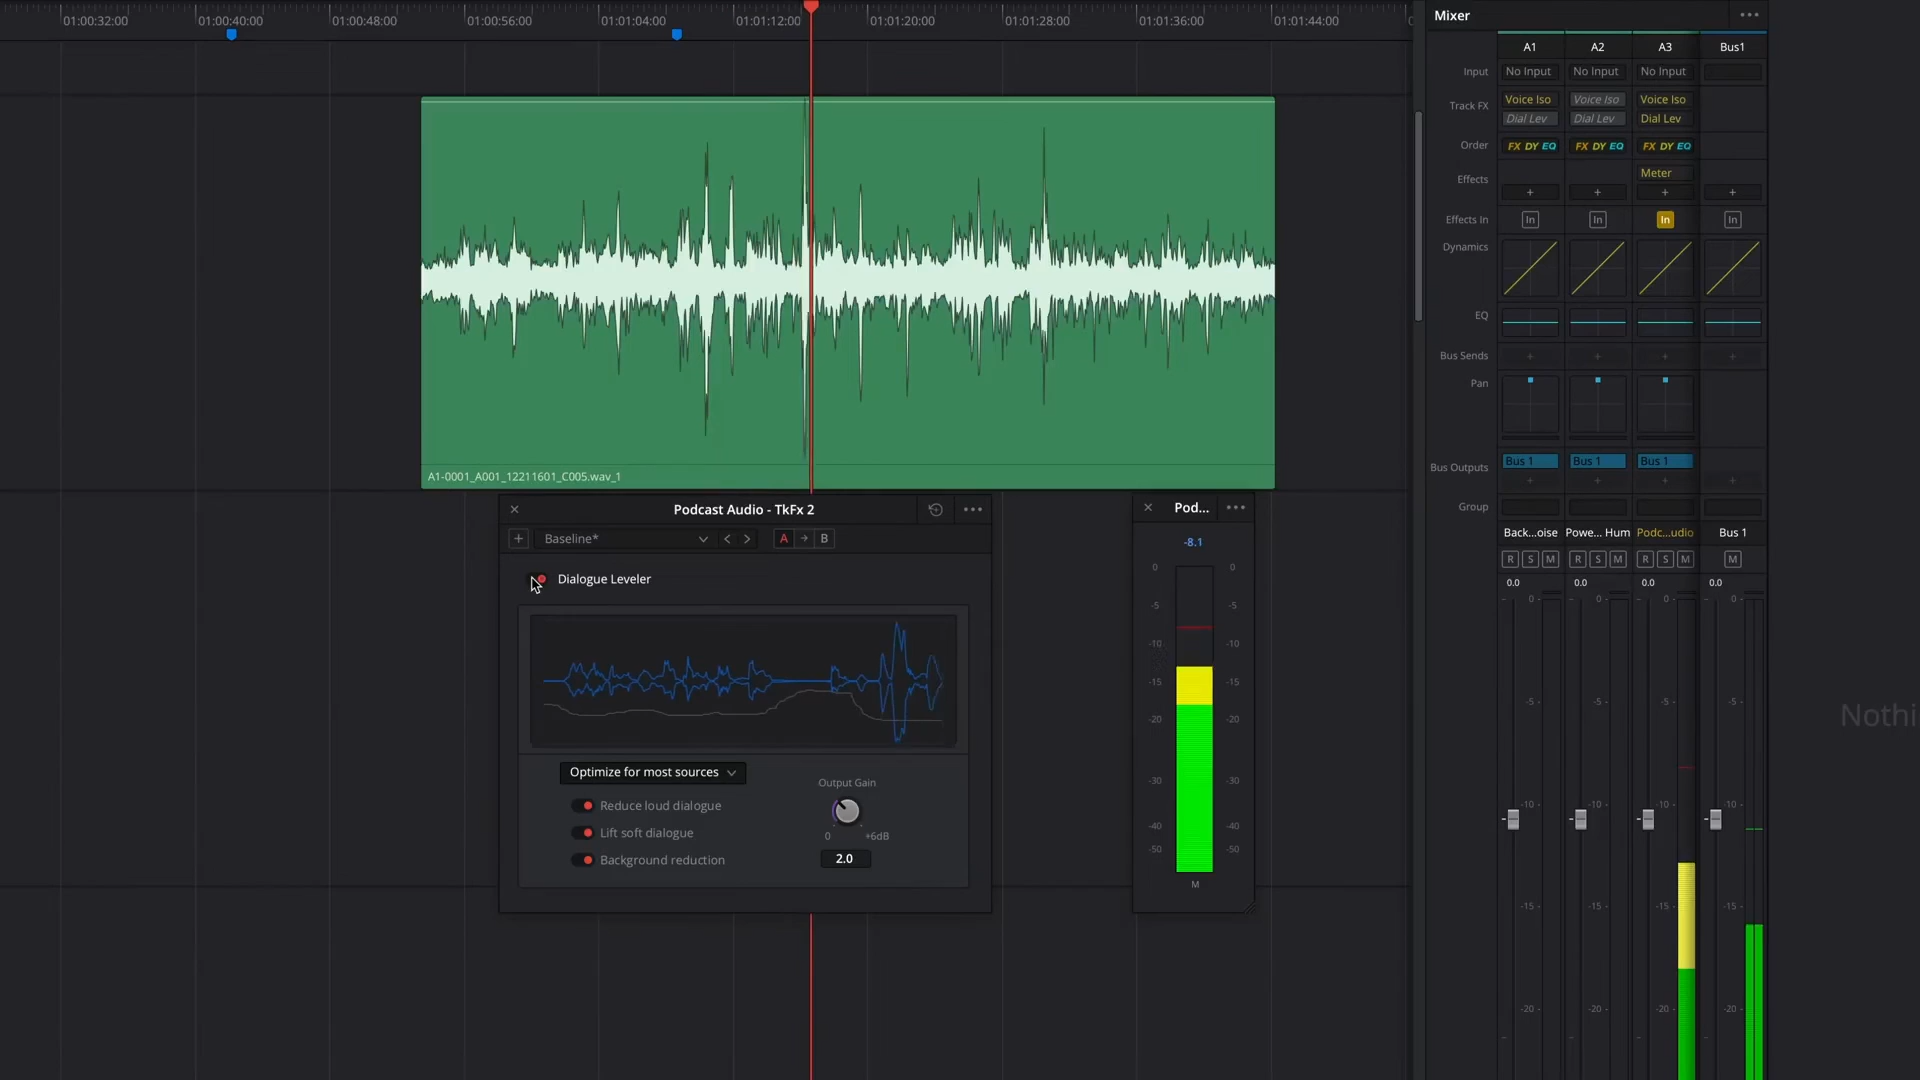 01:00:32:00 01:00:40:00 01:00:48:00 01:00:56:00 01:01:04:00 01:01:12:00 01:01:20:00 01:01:28:00 01:01:36:00 01:01:44:00
A1-0001_A001_12211601_C005.wav_1
Podcast Audio - TkFx 2
Baseline*
A B
Dialogue Leveler
Optimize for most sources
Reduce loud dialogue
Lift soft dialogue
Background reduction
Output Gain
0 +6dB
2.0
Pod...
-8.1
0 0
-5 -5
-10 -10
-15 -15
-20 -20
-30 -30
-40 -40
-50 -50
M
Mixer
A1 A2 A3 Bus1
Input No Input No Input No Input
Track FX Voice Iso Voice Iso Voice Iso
Dial Lev Dial Lev Dial Lev
Order FX DY EQ FX DY EQ FX DY EQ
Effects Meter
+ + + +
Effects In In In In In
Dynamics
EQ
Bus Sends + + + +
Pan
Bus Outputs Bus 1 Bus 1 Bus 1
+ + + +
Group
Back...oise Powe... Hum Podc...udio Bus 1
R S M R S M R S M M
0.0 0.0 0.0 0.0
0- 0- 0- 0-
-5- -5- -5- -5-
-10- -10- -10- -10-
-15- -15- -15- -15-
-20- -20- -20- -20-
Nothi